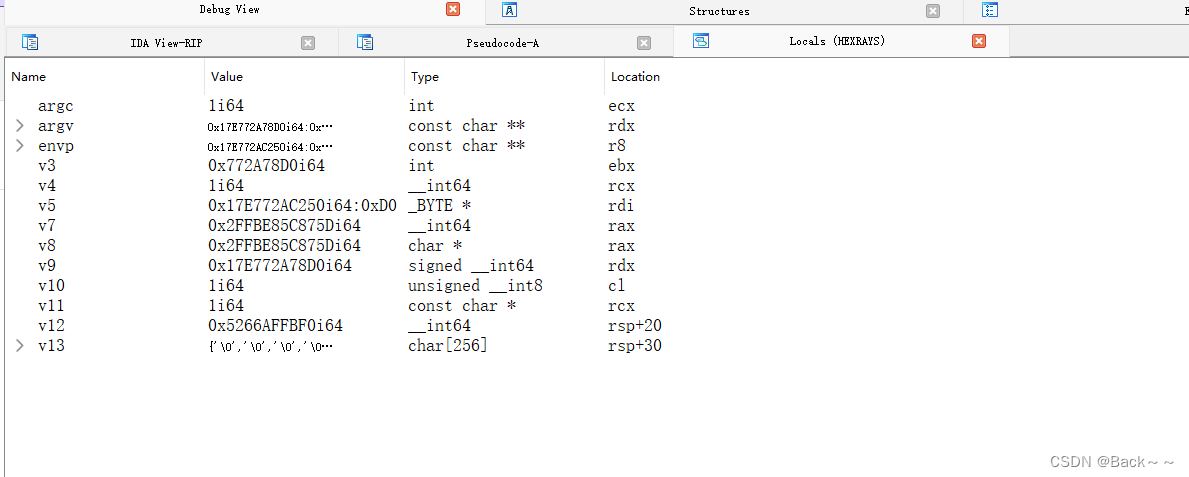 Debug View Structures E
IDA View-RIP Pseudocode-A Locals (HEXRAYS)
Name Value Type Location
argc 1i64 int ecx
argv 0x17E772A78D0i64:0x⋯ const char ** rdx
envp 0x17E772AC250i64:0x⋯ const char ** r8
v3 0x772A78D0i64 int ebx
v4 1i64 __int64 rcx
v5 0x17E772AC250i64:0xD0 _BYTE * rdi
v7 0x2FFBE85C875Di64 __int64 rax
v8 0x2FFBE85C875Di64 char * rax
v9 0x17E772A78D0i64 signed __int64 rdx
v10 1i64 unsigned __int8 cl
v11 1i64 const char * rcx
v12 0x5266AFFBF0i64 __int64 rsp+20
v13 {'\0','\0','\0','\0⋯ char[256] rsp+30
CSDN @Back～～